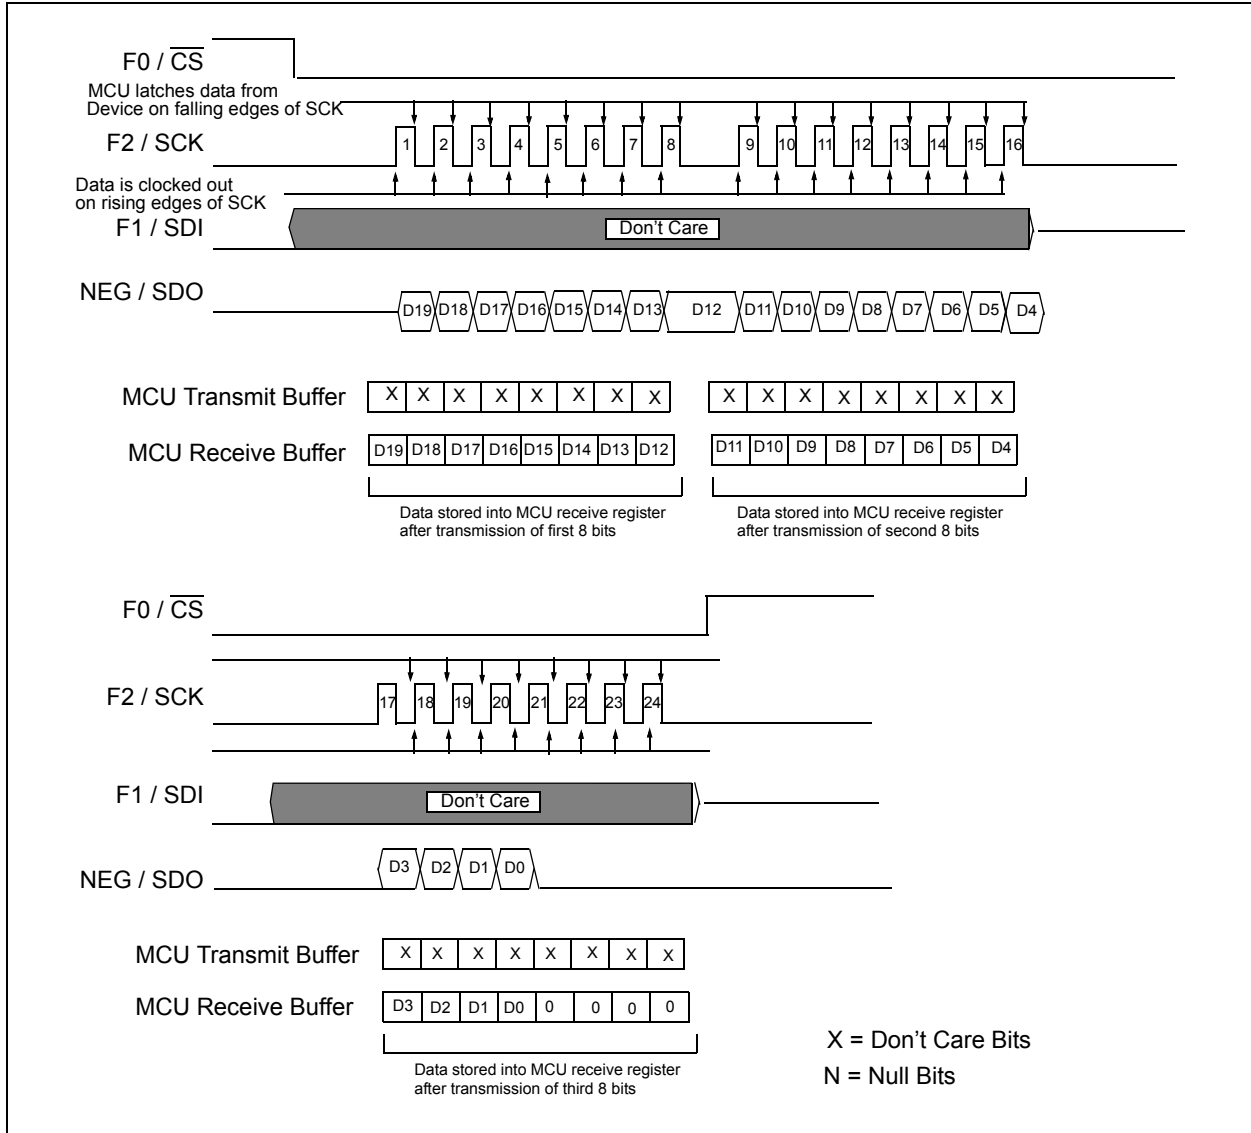 F0 / CS
MCU latches data from
Device on falling edges of SCK
F2 / SCK
1 2 3 4 5 6 7 8 9 10 11 12 13 14 15 16
Data is clocked out
on rising edges of SCK
F1 / SDI
Don't Care
NEG / SDO
D19 D18 D17 D16 D15 D14 D13 D12 D11 D10 D9 D8 D7 D6 D5 D4
MCU Transmit Buffer
X X X X X X X X X X X X X X X X
MCU Receive Buffer
D19 D18 D17 D16 D15 D14 D13 D12 D11 D10 D9 D8 D7 D6 D5 D4
Data stored into MCU receive register
after transmission of first 8 bits
Data stored into MCU receive register
after transmission of second 8 bits
F0 / CS
F2 / SCK
17 18 19 20 21 22 23 24
F1 / SDI
Don't Care
NEG / SDO
D3 D2 D1 D0
MCU Transmit Buffer
X X X X X X X X
MCU Receive Buffer
D3 D2 D1 D0 0 0 0 0
Data stored into MCU receive register
after transmission of third 8 bits
X = Don't Care Bits
N = Null Bits